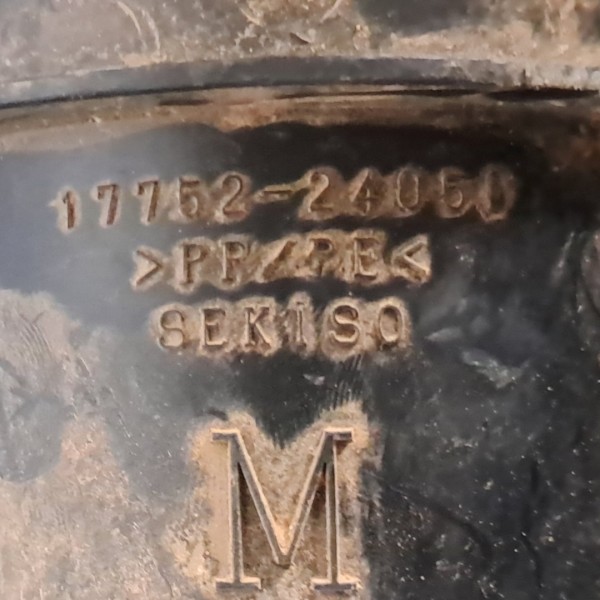 17752-24050
>PP/PE<
SEKISO
M